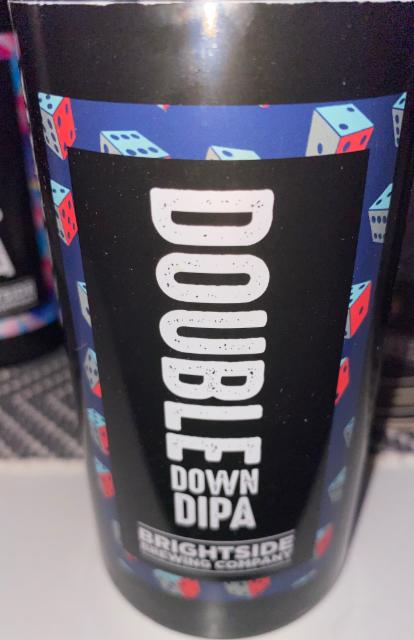 DOUBLE
DOWN
DIPA
BRIGHTSIDE
BREWING COMPANY